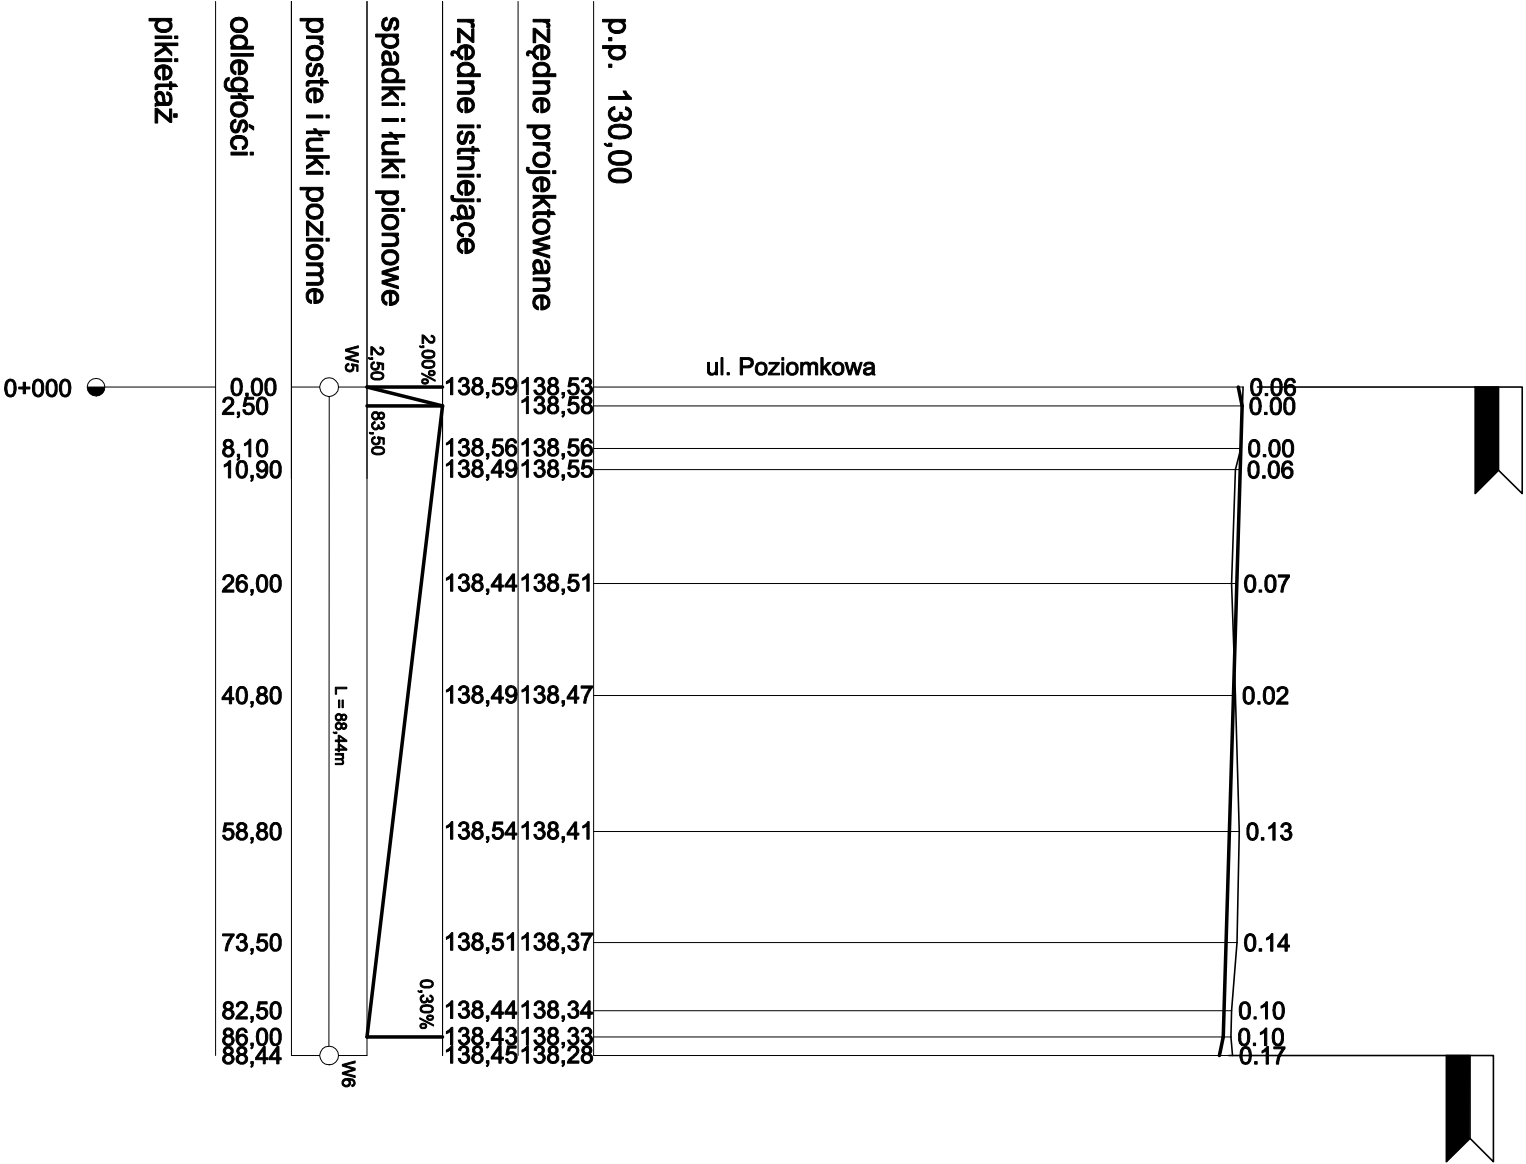 p.p. 130,00
rzędne projektowane
rzędne istniejące
spadki i łuki pionowe
proste i łuki poziome
odległości
pikietaż
ul. Poziomkowa
2,00%
2,50
W5
0+000 0,00 138,59 138,53 0.06
2,50 138,58 0.00
83,50
8,10 138,56 138,56 0.00
10,90 138,49 138,55 0.06
26,00 138,44 138,51 0.07
40,80 138,49 138,47 0.02
L = 88,44m
58,80 138,54 138,41 0.13
73,50 138,51 138,37 0.14
0,30%
82,50 138,44 138,34 0.10
86,00 138,43 138,33 0.10
88,44 138,45 138,28 0.17
W6